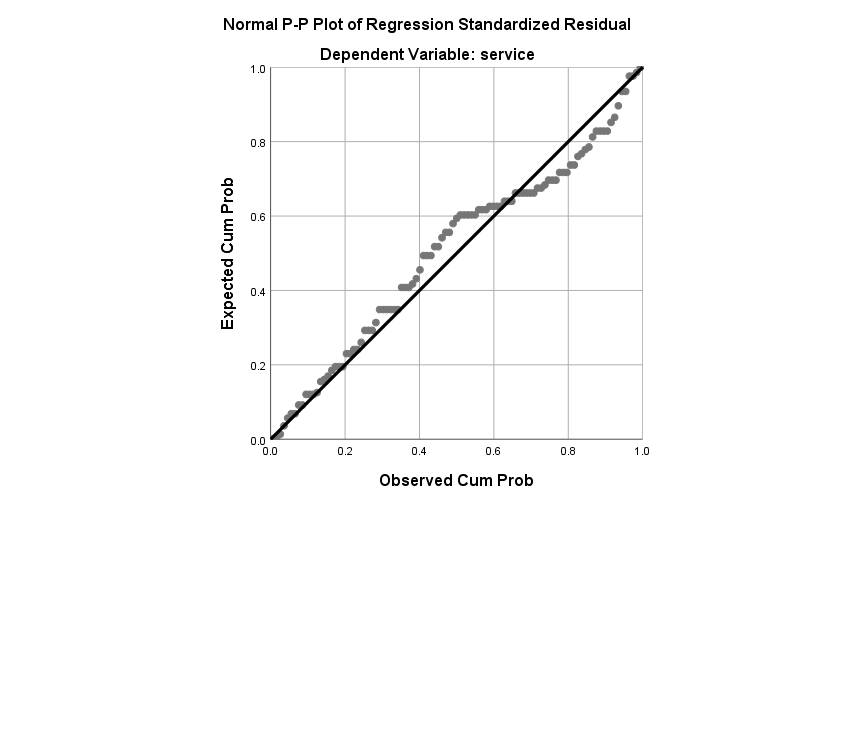 Normal P-P Plot of Regression Standardized Residual
Dependent Variable: service
1.0
0.8
0.6
0.4
0.2
0.0
Expected Cum Prob
0.0 0.2 0.4 0.6 0.8 1.0
Observed Cum Prob